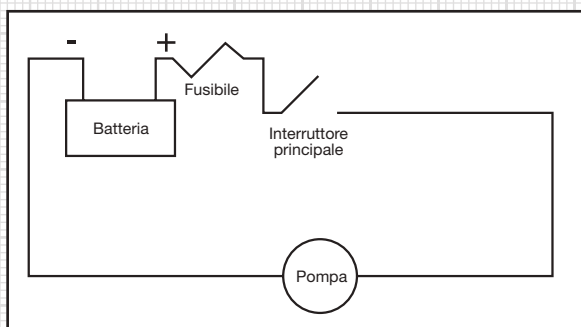 - +
Fusibile
Batteria
Interruttore
principale
Pompa